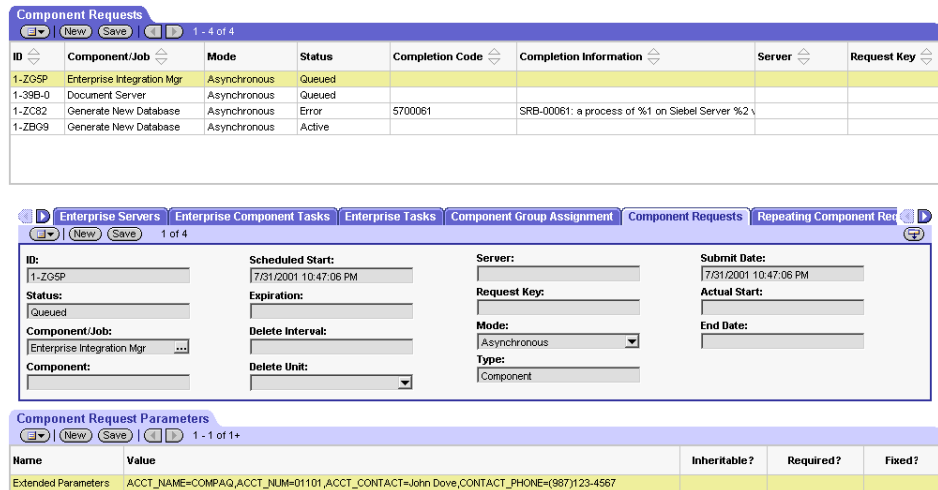 Component Requests
New Save 1 - 4 of 4
ID Component/Job Mode Status Completion Code Completion Information Server Request Key
1-ZG5P Enterprise Integration Mgr Asynchronous Queued
1-39B-0 Document Server Asynchronous Queued
1-ZC82 Generate New Database Asynchronous Error 5700061 SRB-00061: a process of %1 on Siebel Server %2 v
1-ZBG9 Generate New Database Asynchronous Active
Enterprise Servers Enterprise Component Tasks Enterprise Tasks Component Group Assignment Component Requests Repeating Component Rec
New Save 1 of 4
ID: Scheduled Start: Server: Submit Date:
1-ZG5P 7/31/2001 10:47:06 PM 7/31/2001 10:47:06 PM
Status: Expiration: Request Key: Actual Start:
Queued
Component/Job: Delete Interval: Mode: End Date:
Enterprise Integration Mgr ... Asynchronous
Component: Delete Unit: Type:
Component
Component Request Parameters
New Save 1 - 1 of 1+
Name Value Inheritable? Required? Fixed?
Extended Parameters ACCT_NAME=COMPAQ,ACCT_NUM=01101,ACCT_CONTACT=John Dove,CONTACT_PHONE=(987)123-4567